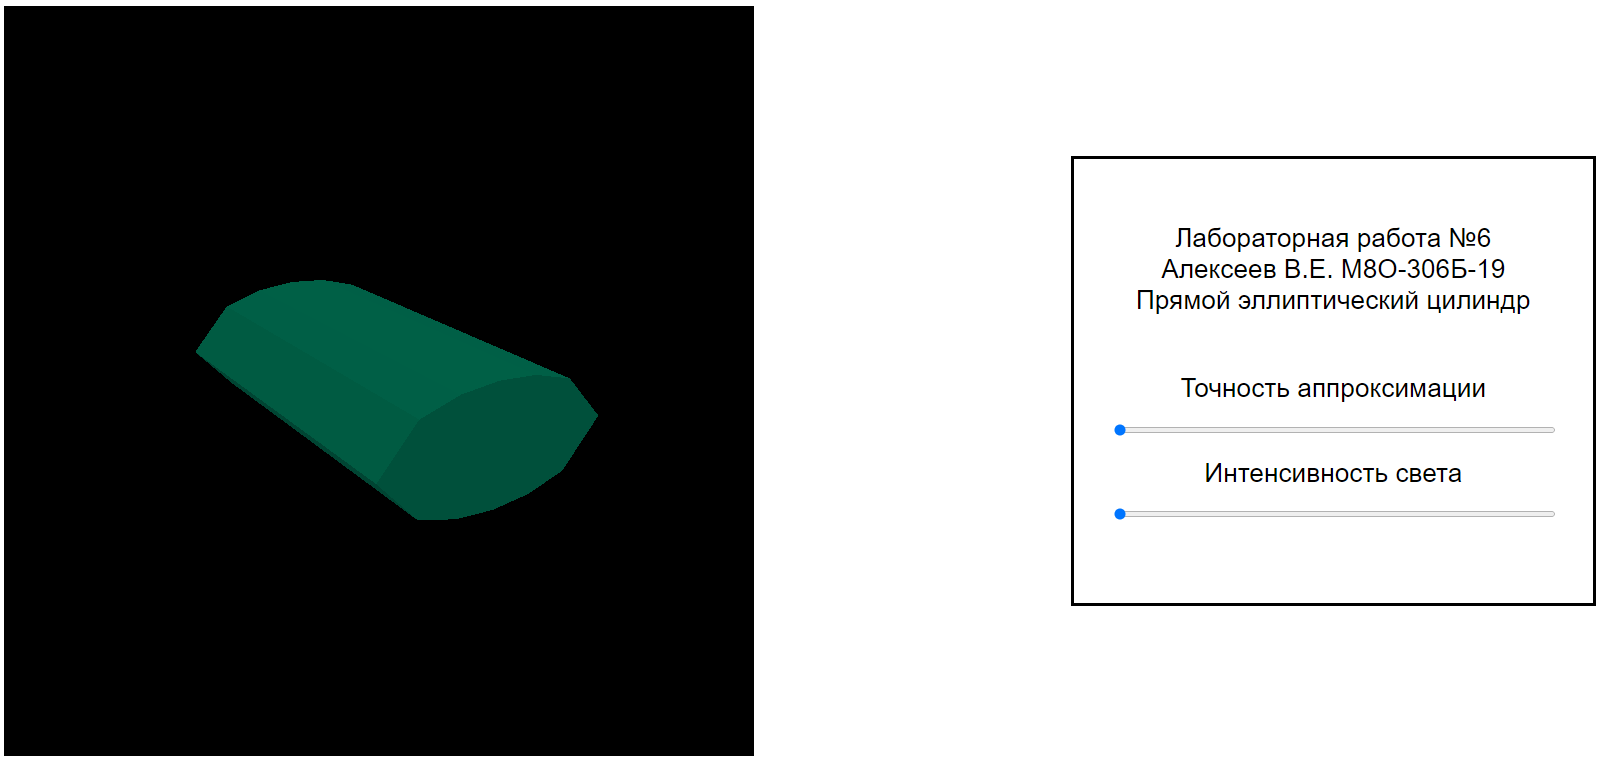 Лабораторная работа №6
Алексеев В.Е. М8О-306Б-19
Прямой эллиптический цилиндр
Точность аппроксимации
Интенсивность света